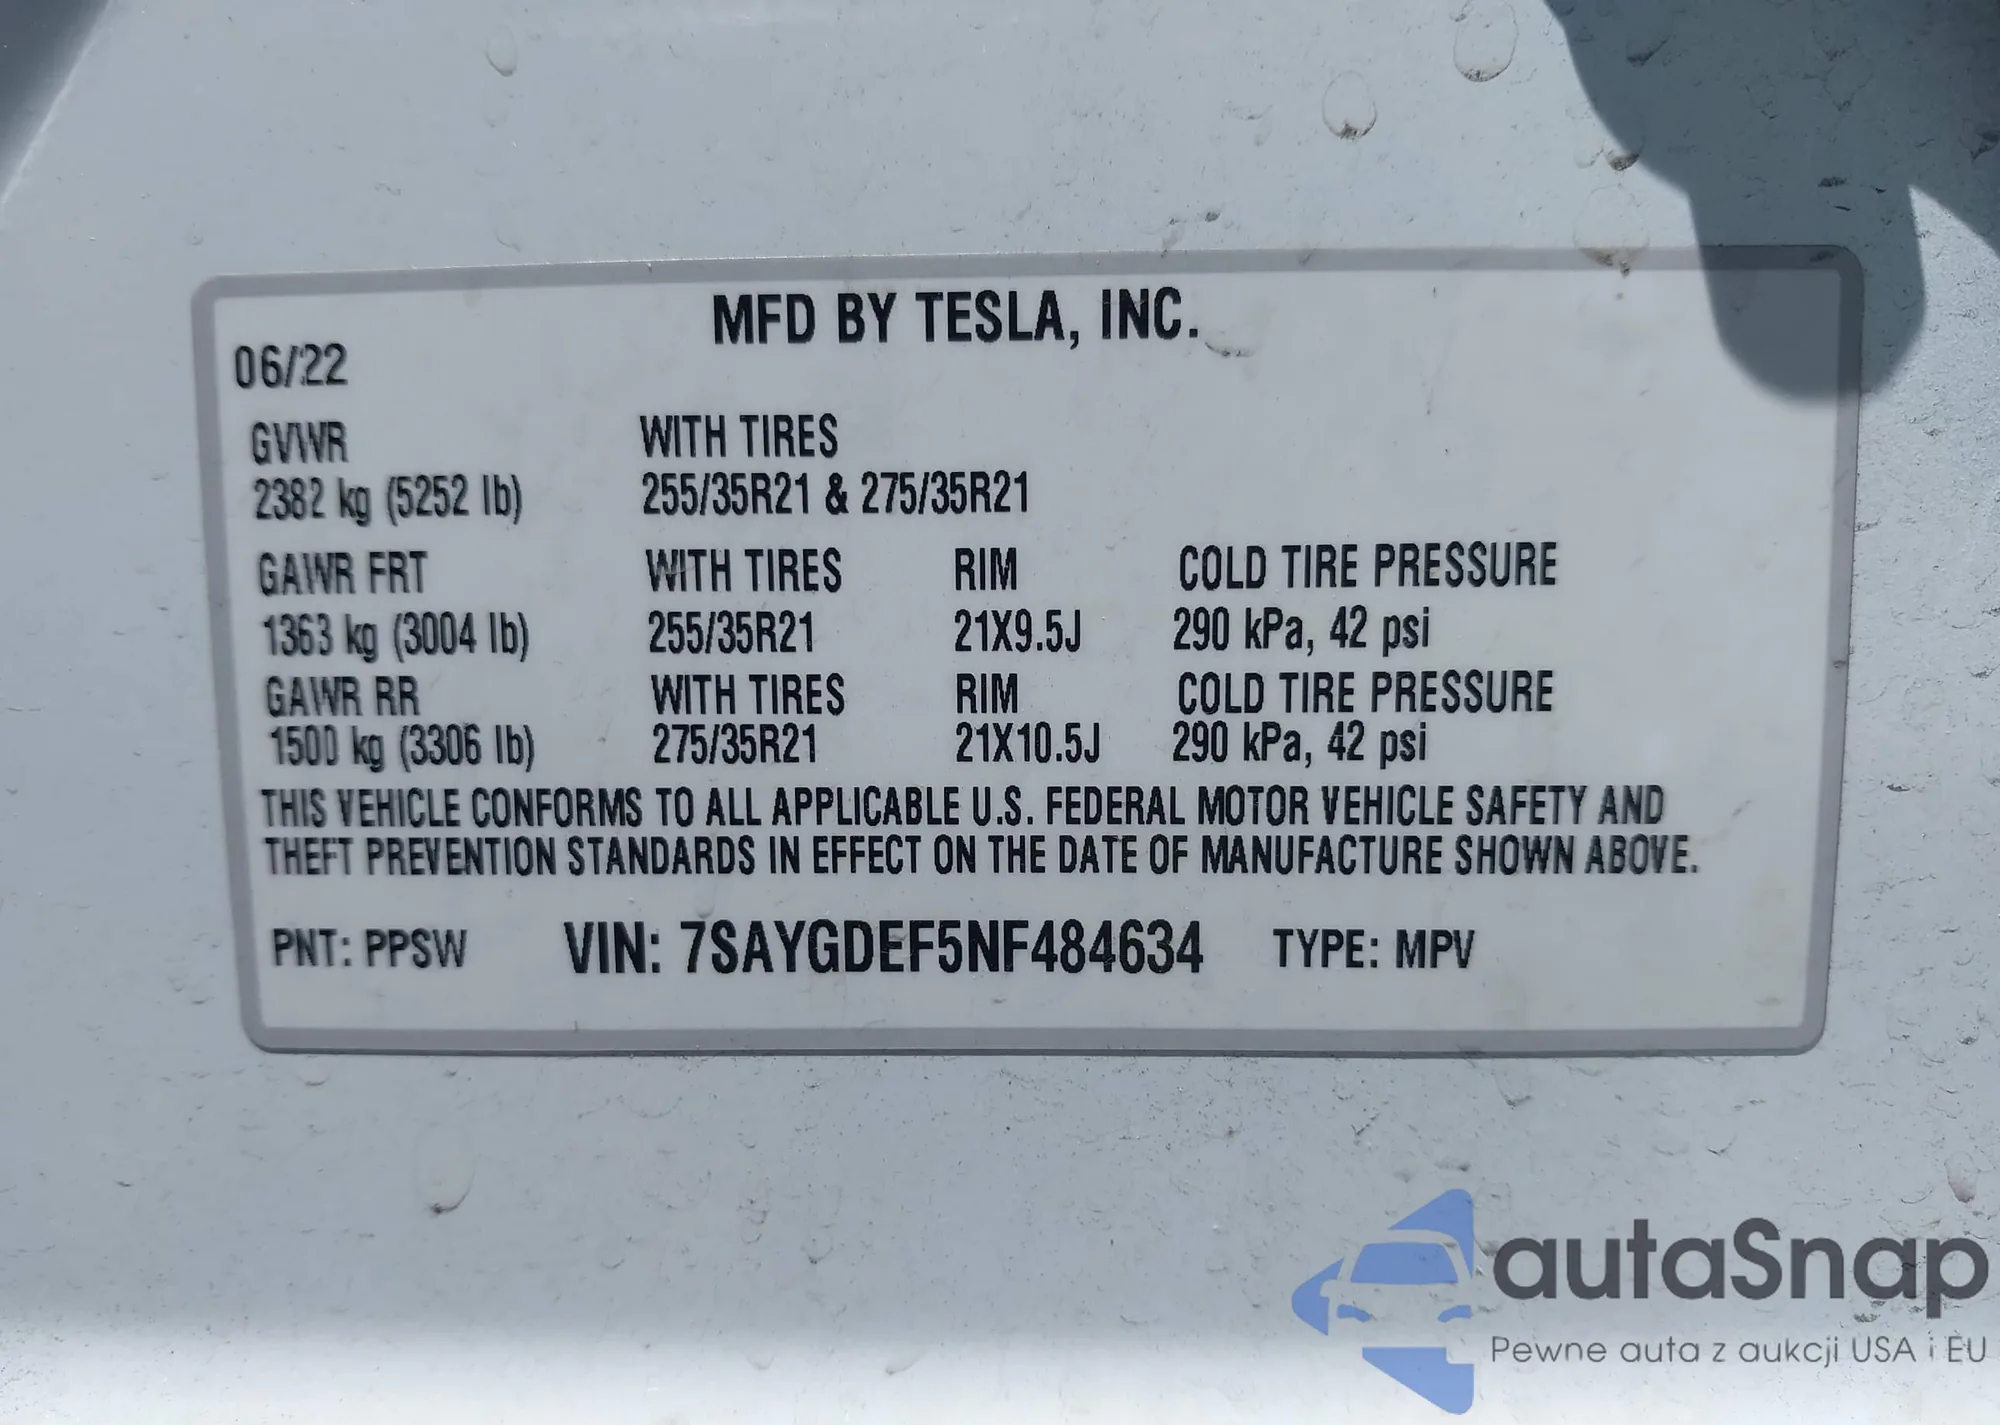 MFD BY TESLA, INC.
06/22
GVWR WITH TIRES
2382 kg (5252 lb) 255/35R21 & 275/35R21
GAWR FRT WITH TIRES RIM COLD TIRE PRESSURE
1363 kg (3004 lb) 255/35R21 21X9.5J 290 kPa, 42 psi
GAWR RR WITH TIRES RIM COLD TIRE PRESSURE
1500 kg (3306 lb) 275/35R21 21X10.5J 290 kPa, 42 psi
THIS VEHICLE CONFORMS TO ALL APPLICABLE U.S. FEDERAL MOTOR VEHICLE SAFETY AND
THEFT PREVENTION STANDARDS IN EFFECT ON THE DATE OF MANUFACTURE SHOWN ABOVE.
PNT: PPSW VIN: 7SAYGDEF5NF484634 TYPE: MPV
autaSnap
Pewne auta z aukcji USA i EU